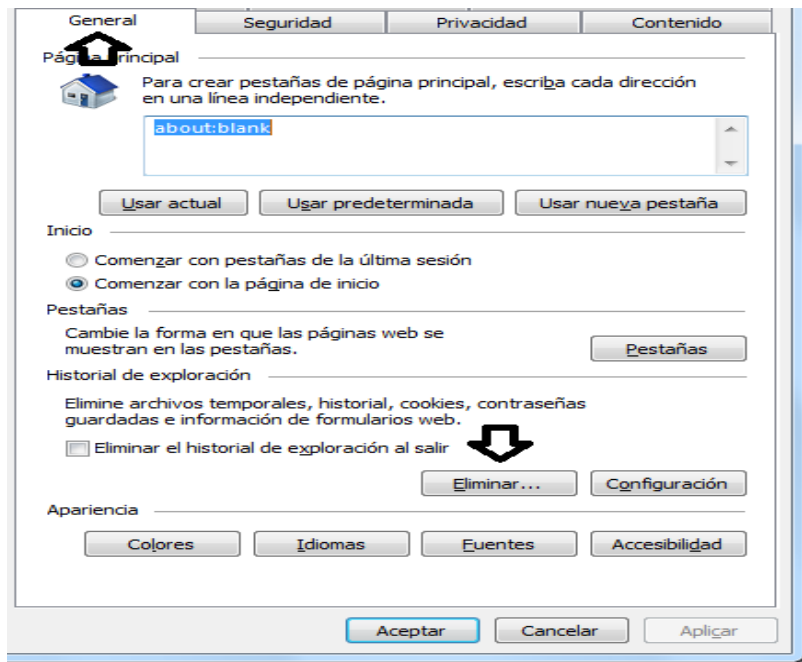 General Seguridad Privacidad Contenido
Página principal
Para crear pestañas de página principal, escriba cada dirección
en una línea independiente.
about:blank
Usar actual Usar predeterminada Usar nueva pestaña
Inicio
Comenzar con pestañas de la última sesión
Comenzar con la página de inicio
Pestañas
Cambie la forma en que las páginas web se
muestran en las pestañas.
Pestañas
Historial de exploración
Elimine archivos temporales, historial, cookies, contraseñas
guardadas e información de formularios web.
Eliminar el historial de exploración al salir
Eliminar... Configuración
Apariencia
Colores Idiomas Fuentes Accesibilidad
Aceptar Cancelar Aplicar